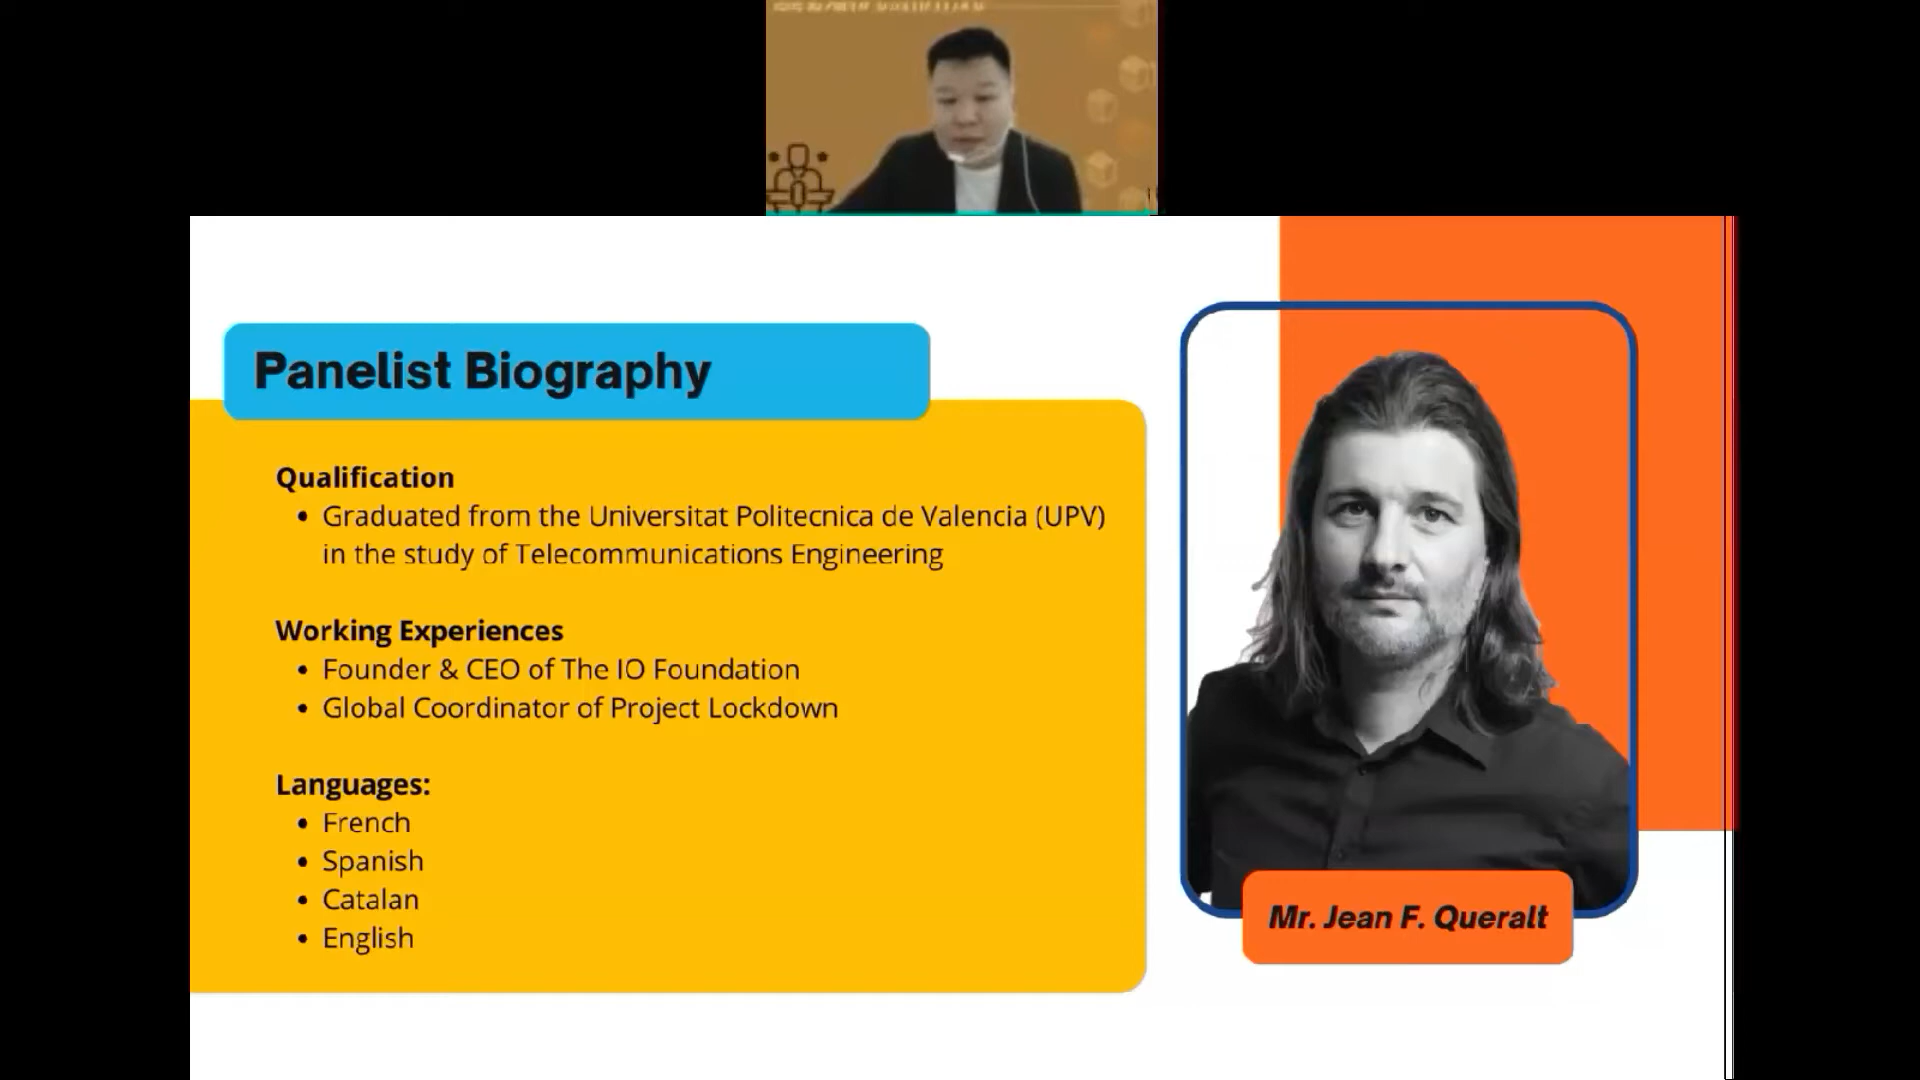 Panelist Biography
Qualification
• Graduated from the Universitat Politecnica de Valencia (UPV)
in the study of Telecommunications Engineering
Working Experiences
• Founder & CEO of The IO Foundation
• Global Coordinator of Project Lockdown
Languages:
• French
• Spanish
• Catalan
• English
Mr. Jean F. Queralt